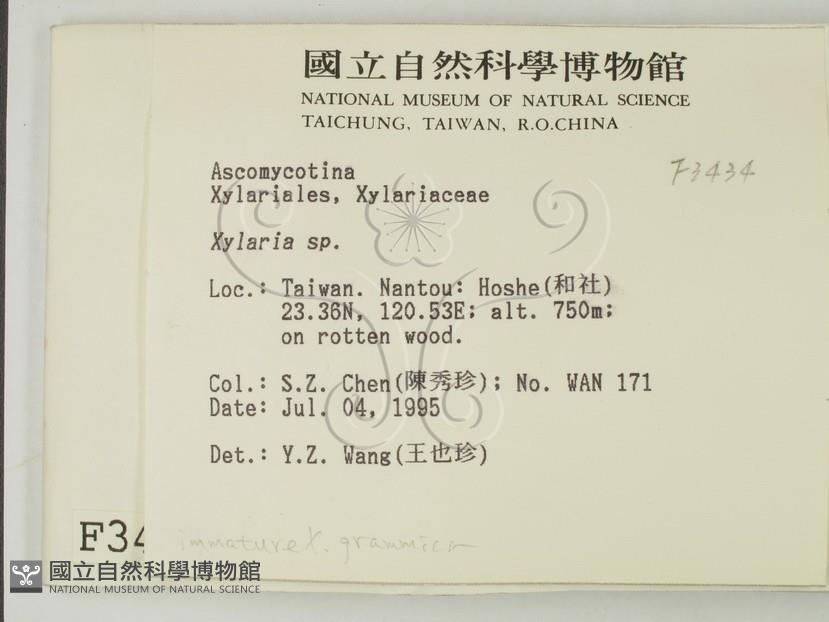 國立自然科學博物館
NATIONAL MUSEUM OF NATURAL SCIENCE
TAICHUNG, TAIWAN, R.O.CHINA
F3434
Ascomycotina
Xylariales, Xylariaceae
Xylaria sp.
Loc.: Taiwan. Nantou: Hoshe(和社)
23.36N, 120.53E; alt. 750m;
on rotten wood.
Col.: S.Z. Chen(陳秀珍); No. WAN 171
Date: Jul. 04, 1995
Det.: Y.Z. Wang(王也珍)
F34
immature X. grammica
國立自然科學博物館
NATIONAL MUSEUM OF NATURAL SCIENCE